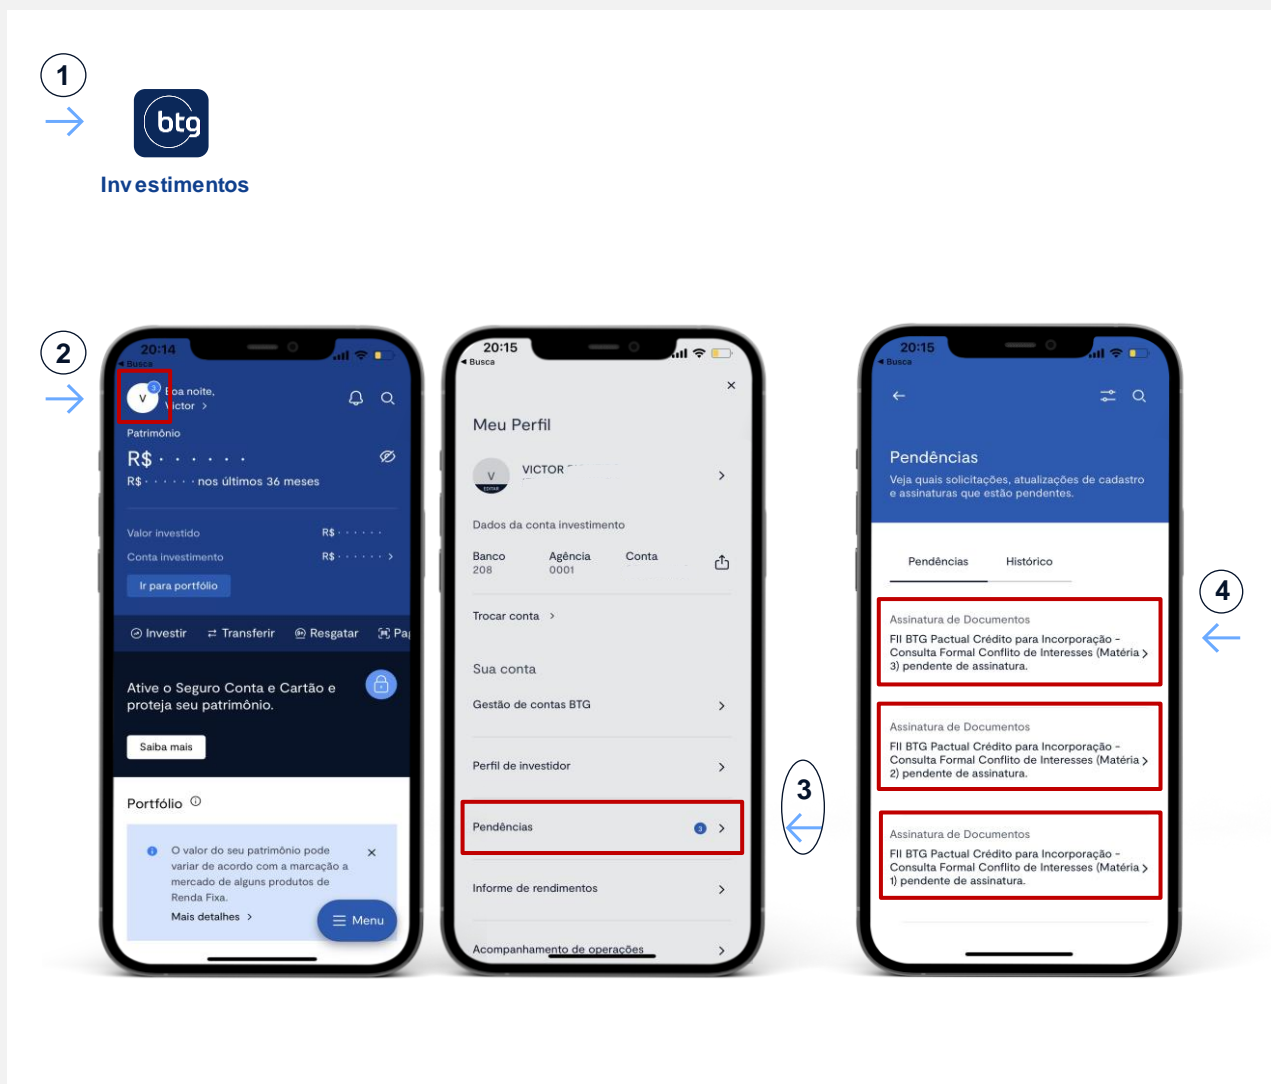 1
btg
Investimentos
2
20:14
Busca
V
3
Boa noite,
Victor >
Patrimônio
R$ · · · · · ·
R$ · · · · · · nos últimos 36 meses
Valor investido R$ · · · · · ·
Conta investimento R$ · · · · · · >
Ir para portfólio
Investir Transferir Resgatar Pa
Ative o Seguro Conta e Cartão e
proteja seu patrimônio.
Saiba mais
Portfólio
O valor do seu patrimônio pode
variar de acordo com a marcação a
mercado de alguns produtos de
Renda Fixa.
Mais detalhes >
Menu
20:15
Busca
Meu Perfil
V
EDITAR
VICTOR
Dados da conta investimento
Banco Agência Conta
208 0001
Trocar conta >
Sua conta
Gestão de contas BTG
Perfil de investidor
Pendências 3
Informe de rendimentos
Acompanhamento de operações
3
20:15
Busca
Pendências
Veja quais solicitações, atualizações de cadastro
e assinaturas que estão pendentes.
Pendências Histórico
Assinatura de Documentos
FII BTG Pactual Crédito para Incorporação -
Consulta Formal Conflito de Interesses (Matéria
3) pendente de assinatura.
Assinatura de Documentos
FII BTG Pactual Crédito para Incorporação -
Consulta Formal Conflito de Interesses (Matéria
2) pendente de assinatura.
Assinatura de Documentos
FII BTG Pactual Crédito para Incorporação -
Consulta Formal Conflito de Interesses (Matéria
1) pendente de assinatura.
4